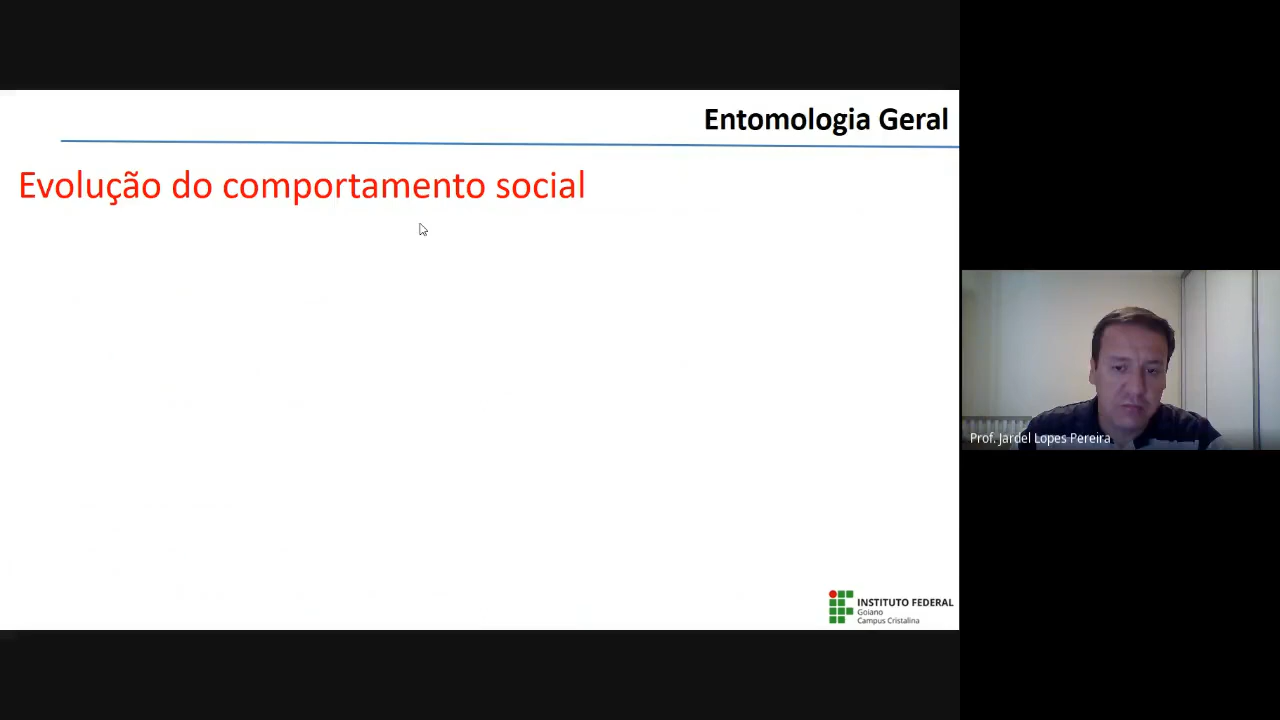 Entomologia Geral
Evolução do comportamento social
Prof. Jardel Lopes Pereira
INSTITUTO FEDERAL
Goiano
Campus Cristalina